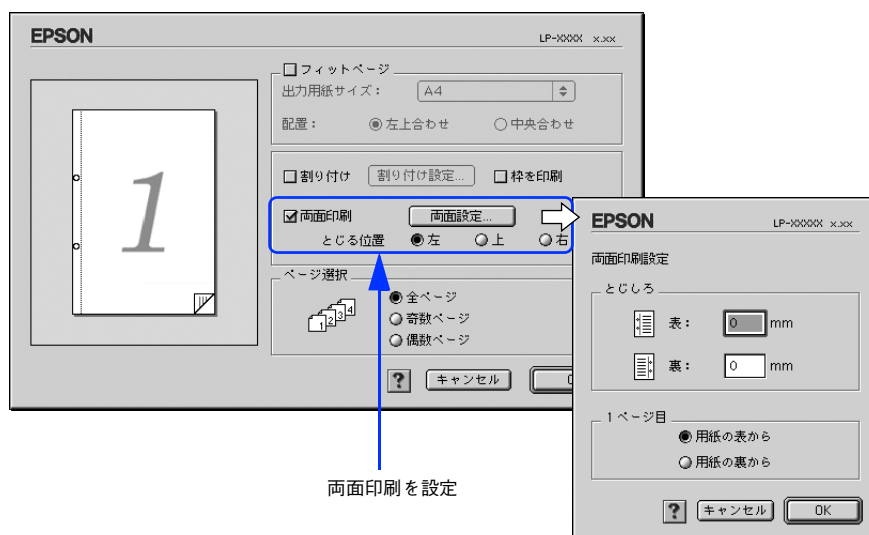 EPSON
LP-XXXX x.xx
フィットページ
出力用紙サイズ： A4
配置： 左上合わせ 中央合わせ
1
割り付け 割り付け設定... 枠を印刷
両面印刷 両面設定...
とじる位置 左 上 右
ページ選択
1 2 3 4
全ページ
奇数ページ
偶数ページ
? キャンセル
両面印刷を設定
EPSON
LP-XXXXX x.xx
両面印刷設定
とじしろ
表： 0 mm
裏： 0 mm
1ページ目
用紙の表から
用紙の裏から
? キャンセル OK